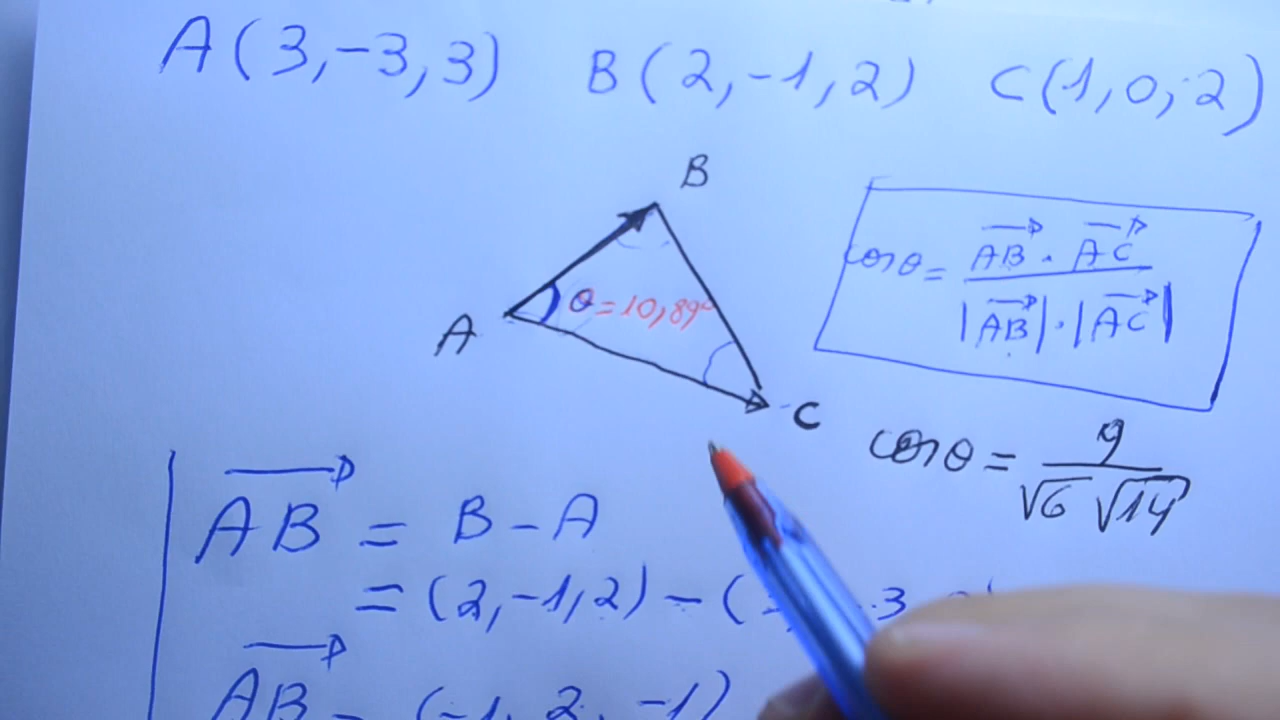 A(3,-3,3) B(2,-1,2) C(1,0,2)
B
cosθ = AB⃗ . AC⃗ / |AB⃗| . |AC⃗|
θ=10,89°
A
C
cosθ = 9 / √6 √14
AB⃗ = B - A
= (2,-1,2) - ( 3
AB⃗ = (-1, 2, -1)